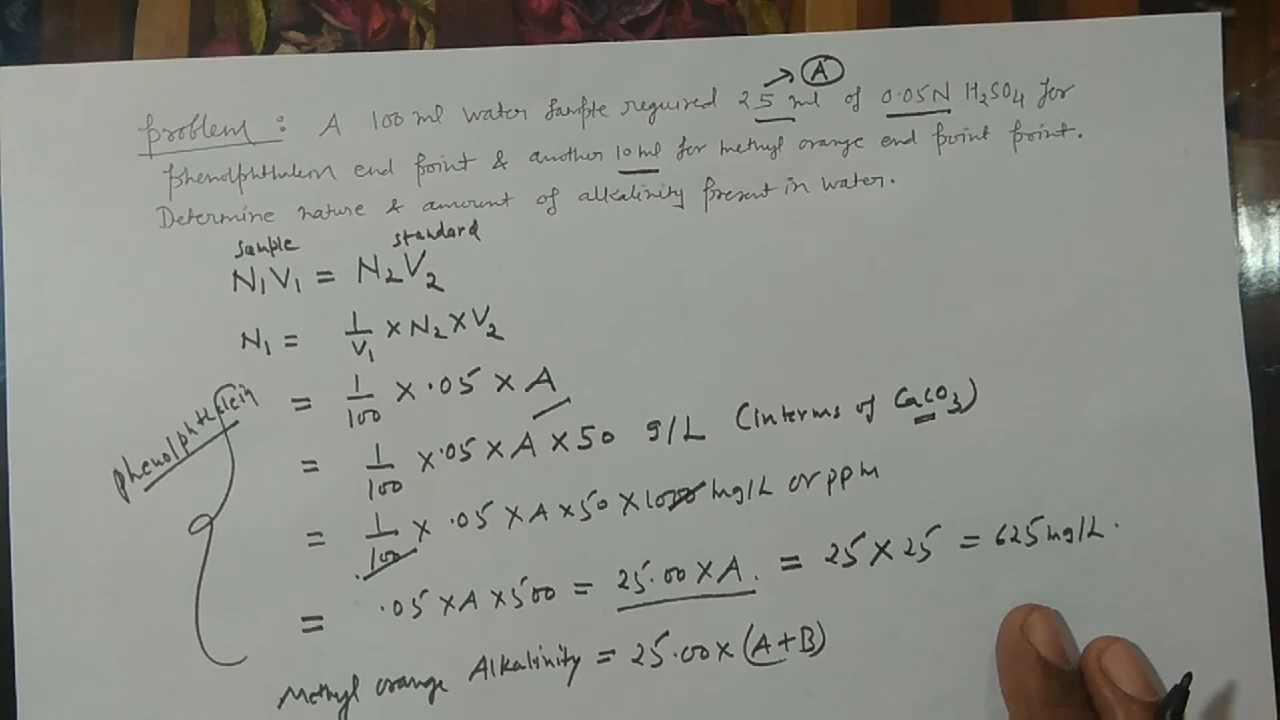 Problem : A 100 ml water sample required 25 ml of 0.05N H₂SO₄ for
→ A
phenolphthalein end point & another 10 ml for methyl orange end point point.
Determine nature & amount of alkalinity present in water.
sample standard
N₁V₁ = N₂V₂
N₁ = 1/V₁ × N₂ × V₂
= 1/100 × .05 × A
phenolphthalein
= 1/100 × .05 × A × 50 g/L (interms of CaCO₃)
= 1/100 × .05 × A × 50 × 1000 mg/L or ppm
= .05 × A × 500 = 25.00 × A. = 25 × 25 = 625 mg/L.
Methyl orange Alkalinity = 25.00 × (A+B)